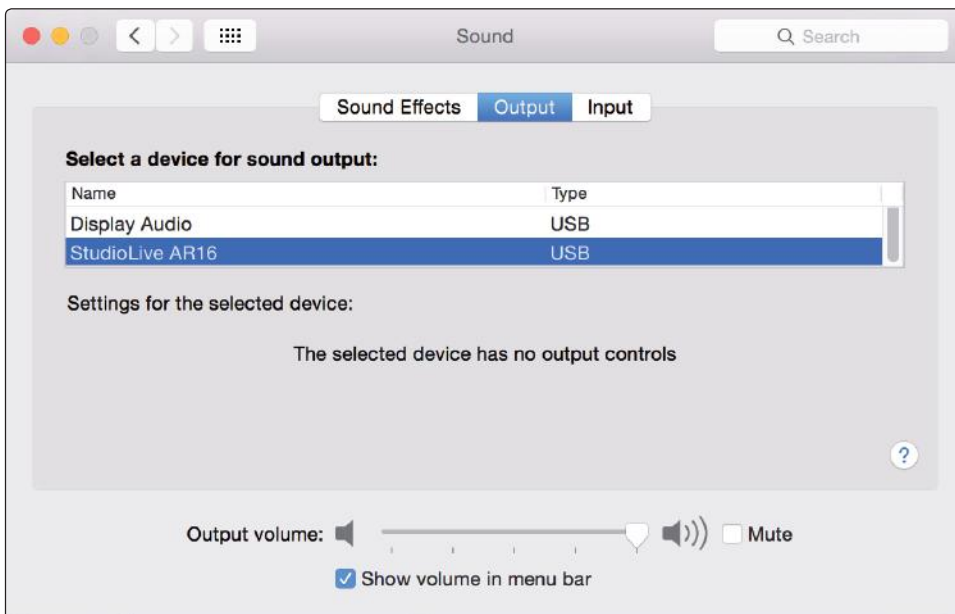 Sound
Search
Sound Effects Output Input
Select a device for sound output:
Name Type
Display Audio USB
StudioLive AR16 USB
Settings for the selected device:
The selected device has no output controls
?
Output volume: Mute
Show volume in menu bar